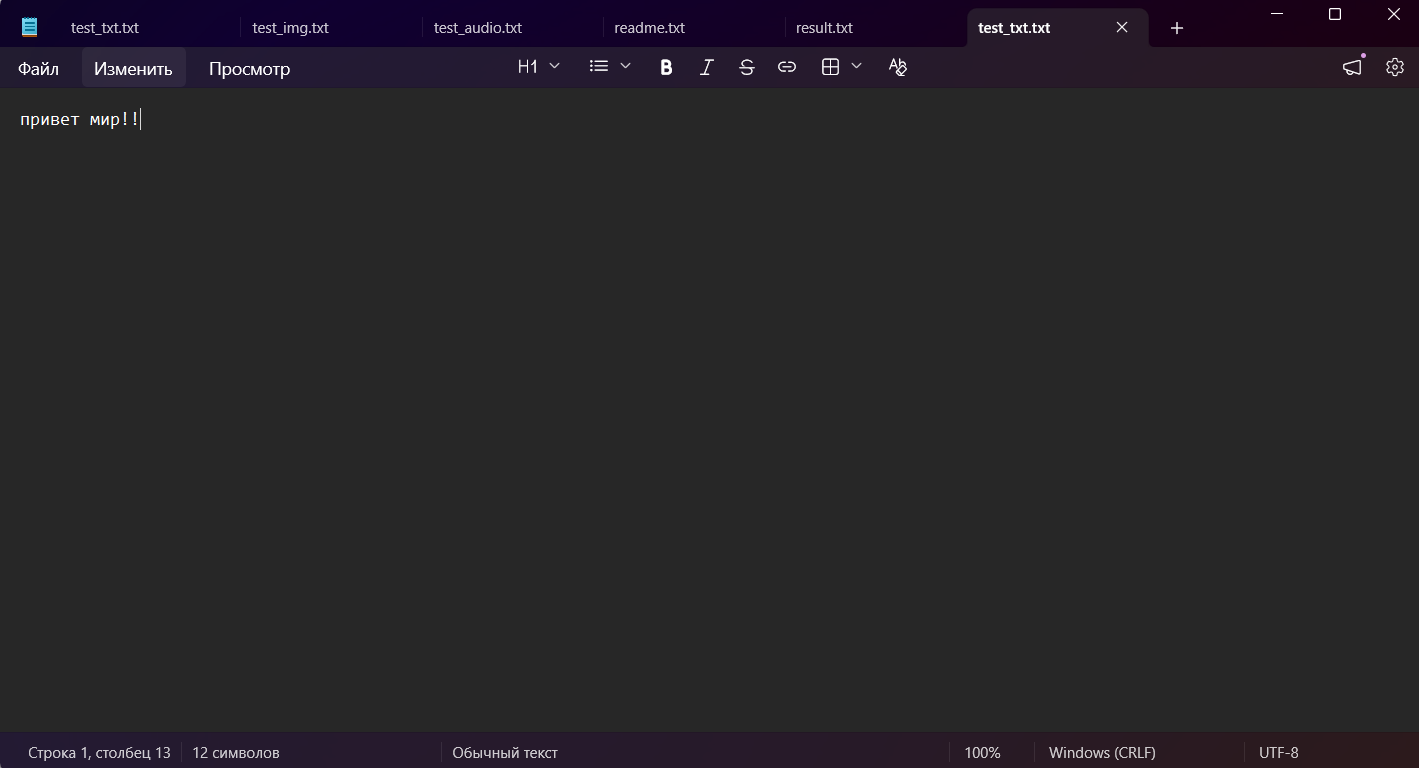 test_txt.txt test_img.txt test_audio.txt readme.txt result.txt test_txt.txt
Файл Изменить Просмотр H1
привет мир!!
Строка 1, столбец 13 12 символов Обычный текст 100% Windows (CRLF) UTF-8